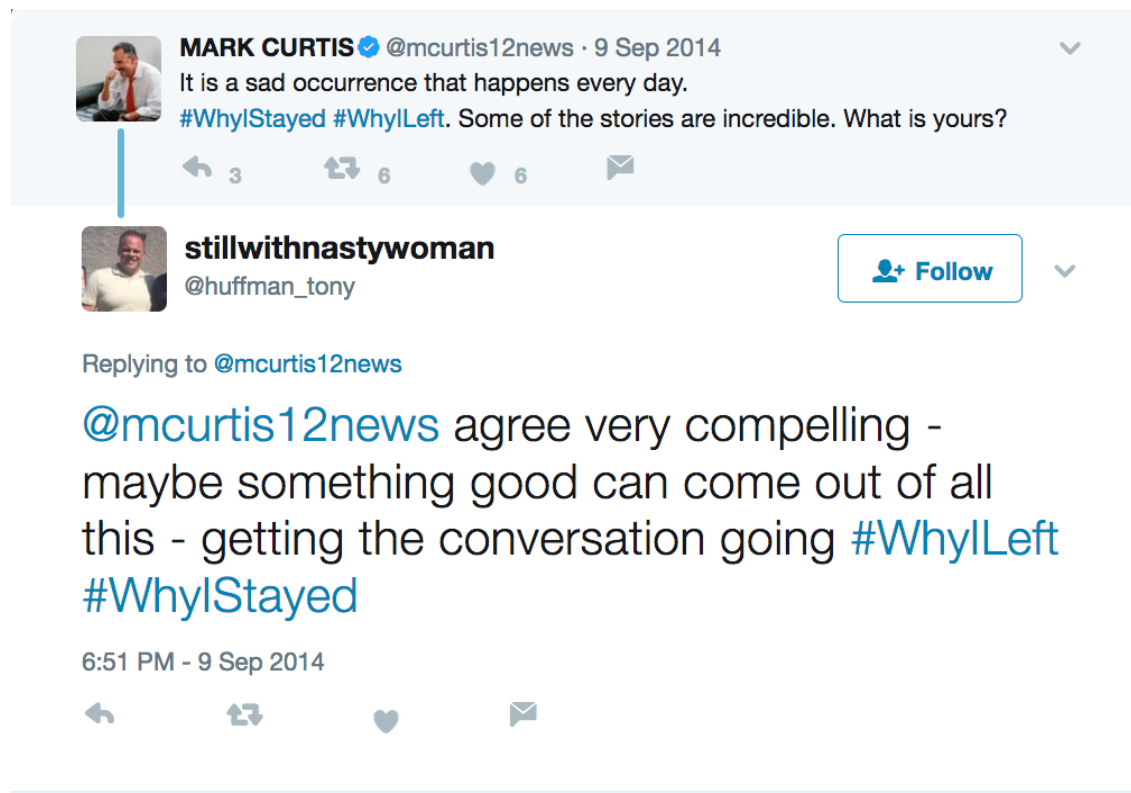 MARK CURTIS @mcurtis12news · 9 Sep 2014
It is a sad occurrence that happens every day.
#WhyIStayed #WhyILeft. Some of the stories are incredible. What is yours?
3 6 6
stillwithnastywoman
@huffman_tony
Follow
Replying to @mcurtis12news
@mcurtis12news agree very compelling -
maybe something good can come out of all
this - getting the conversation going #WhyILeft
#WhyIStayed
6:51 PM - 9 Sep 2014